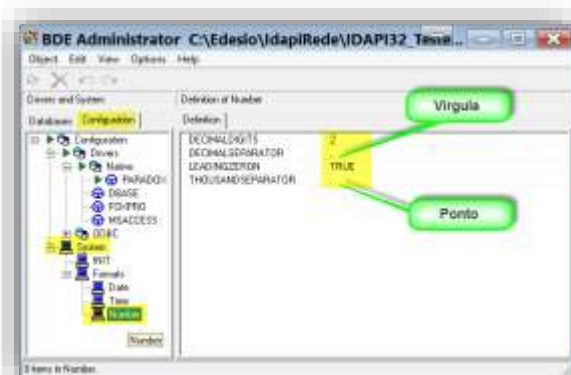 BDE Administrator C:\Edesio\IdapiRede\IDAPI32_Teste...
Object Edit View Options Help
Drivers and System
Definition of Number
Databases Configuration
Definition
Configuration
Drivers
Native
PARADOX
DBASE
FOXPRO
MSACCESS
ODBC
System
INIT
Formats
Date
Time
Number
Number
DECIMALDIGITS 2
DECIMALSEPARATOR ,
LEADINGZERON TRUE
THOUSANDSEPARATOR .
Virgula
Ponto
0 items in Number.